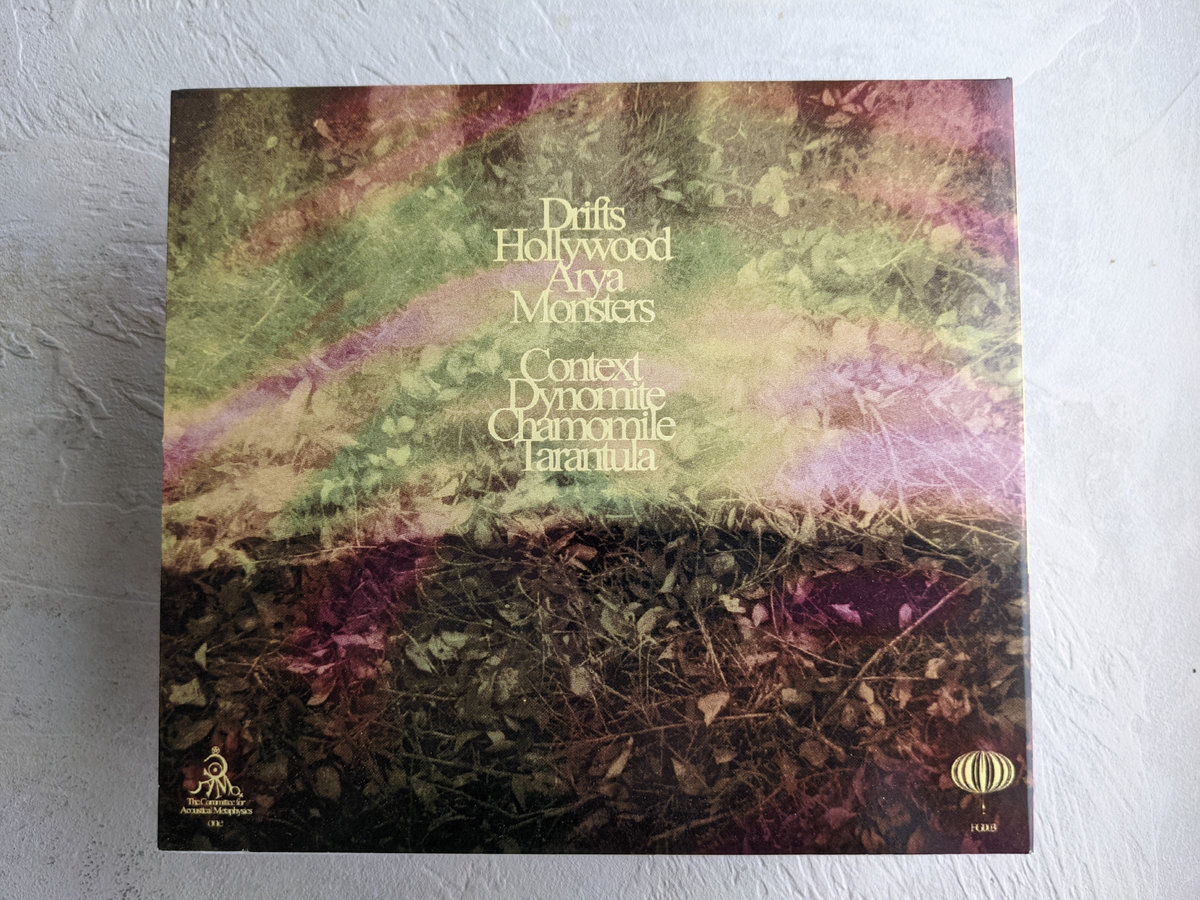 Drifts
Hollywood
Arya
Monsters
Context
Dynomite
Chamomile
Tarantula
The Committee for
Acoustical Metaphysics
one